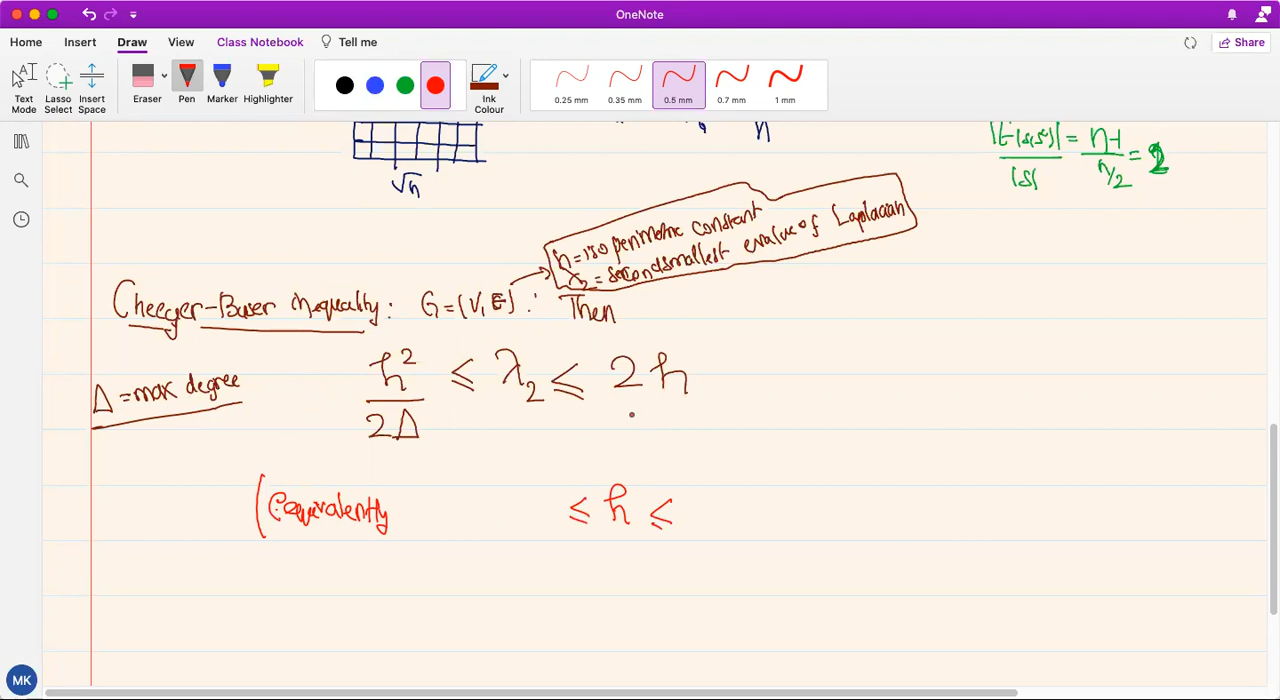 OneNote
Home Insert Draw View Class Notebook Tell me Share
Text Mode Lasso Select Insert Space Eraser Pen Marker Highlighter Ink Colour 0.25 mm 0.35 mm 0.5 mm 0.7 mm 1 mm
√n
n
|E(S,Sᶜ)| / |S| = n-1 / n/2 = 2
h = isoperimetric constant
λ₂ = second smallest evalue of Laplacian
Cheeger-Buser inequality: G = (V, E). Then
Δ = max degree
h² / 2Δ ≤ λ₂ ≤ 2h
(Equivalently ≤ h ≤
MK